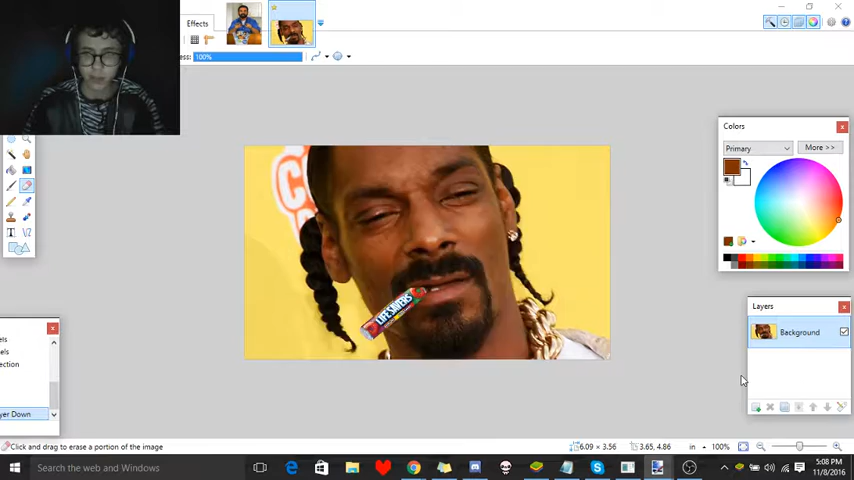 Effects
ess:
100%
Colors
Primary
More >>
LIFE SAVERS
Layers
Background
els
els
ection
yer Down
Click and drag to erase a portion of the image
6.09 × 3.56
3.65, 4.86
in
100%
Search the web and Windows
5:08 PM
11/8/2016